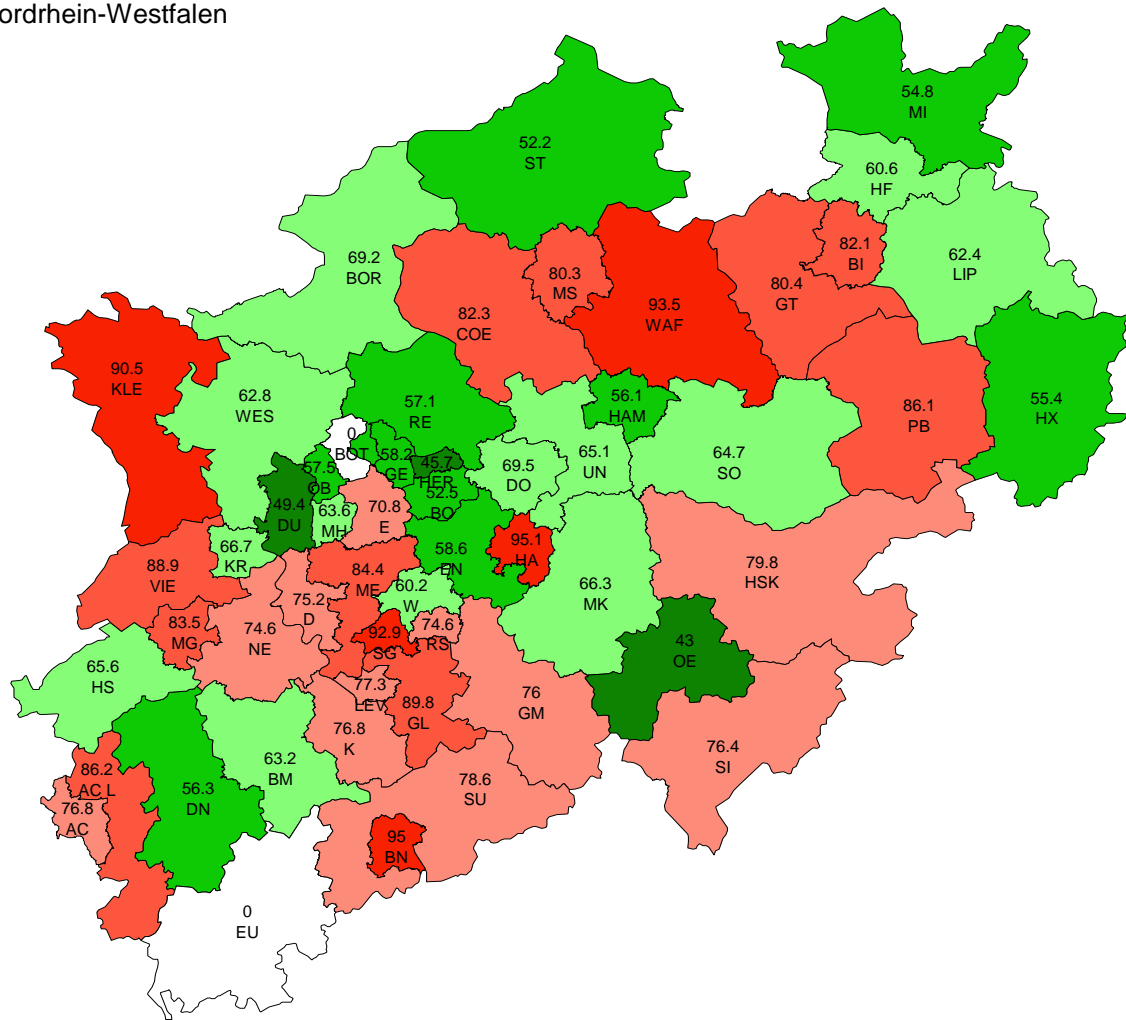 ordrhein-Westfalen
54.8
MI
52.2
ST
60.6
HF
82.1
BI
62.4
LIP
69.2
BOR
80.3
MS
80.4
GT
93.5
WAF
82.3
COE
90.5
KLE
62.8
WES
57.1
RE
56.1
HAM
86.1
PB
55.4
HX
0
BOT
58.2
GE
45.7
HER
69.5
DO
65.1
UN
64.7
SO
57.5
OB
52.5
BO
49.4
DU
63.6
MH
70.8
E
95.1
HA
66.7
KR
58.6
EN
79.8
HSK
88.9
VIE
84.4
ME
60.2
W
66.3
MK
75.2
D
83.5
MG
74.6
NE
92.9
SG
74.6
RS
43
OE
65.6
HS
77.3
LEV
89.8
GL
76
GM
76.8
K
76.4
SI
86.2
AC L
63.2
BM
78.6
SU
56.3
DN
76.8
AC
95
BN
0
EU